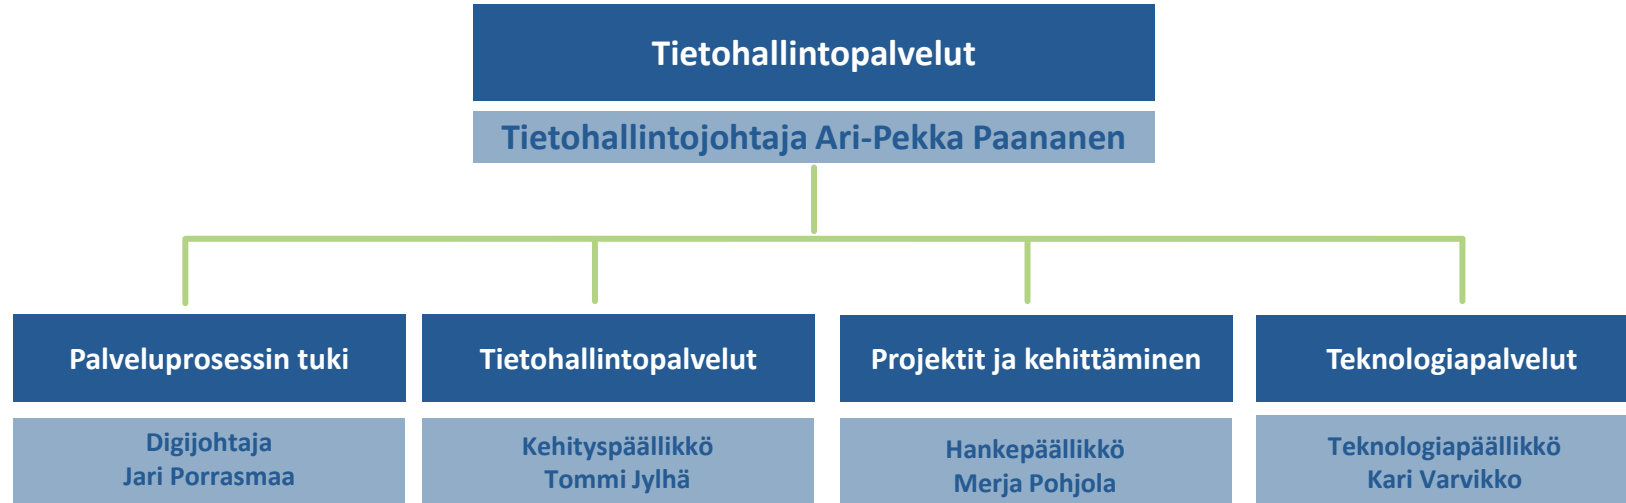 Tietohallintopalvelut
Tietohallintojohtaja Ari-Pekka Paananen
Palveluprosessin tuki
Digijohtaja
Jari Porrasmaa
Tietohallintopalvelut
Kehityspäällikkö
Tommi Jylhä
Projektit ja kehittäminen
Hankepäällikkö
Merja Pohjola
Teknologiapalvelut
Teknologiapäällikkö
Kari Varvikko